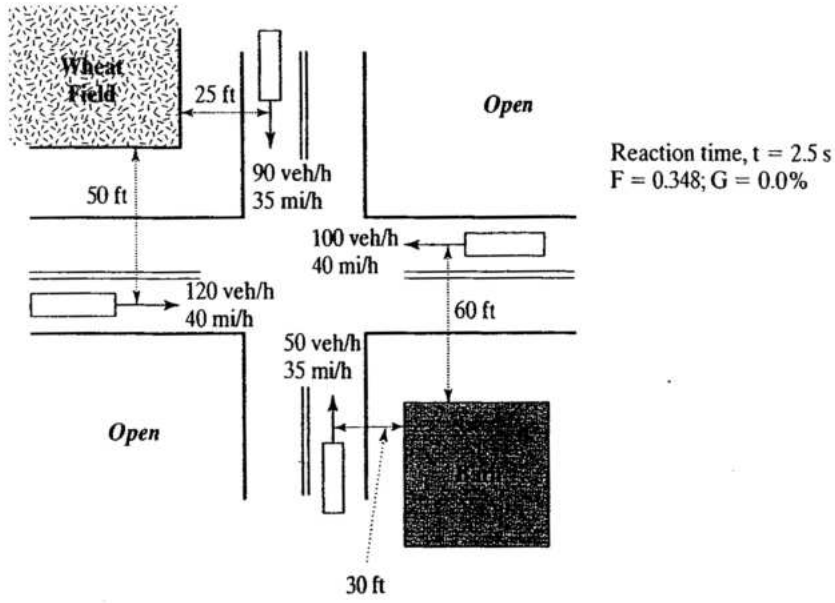 Wheat
Field
25 ft
Open
50 ft
90 veh/h
35 mi/h
Reaction time, t = 2.5 s
F = 0.348; G = 0.0%
100 veh/h
40 mi/h
120 veh/h
40 mi/h
60 ft
50 veh/h
35 mi/h
Open
30 ft